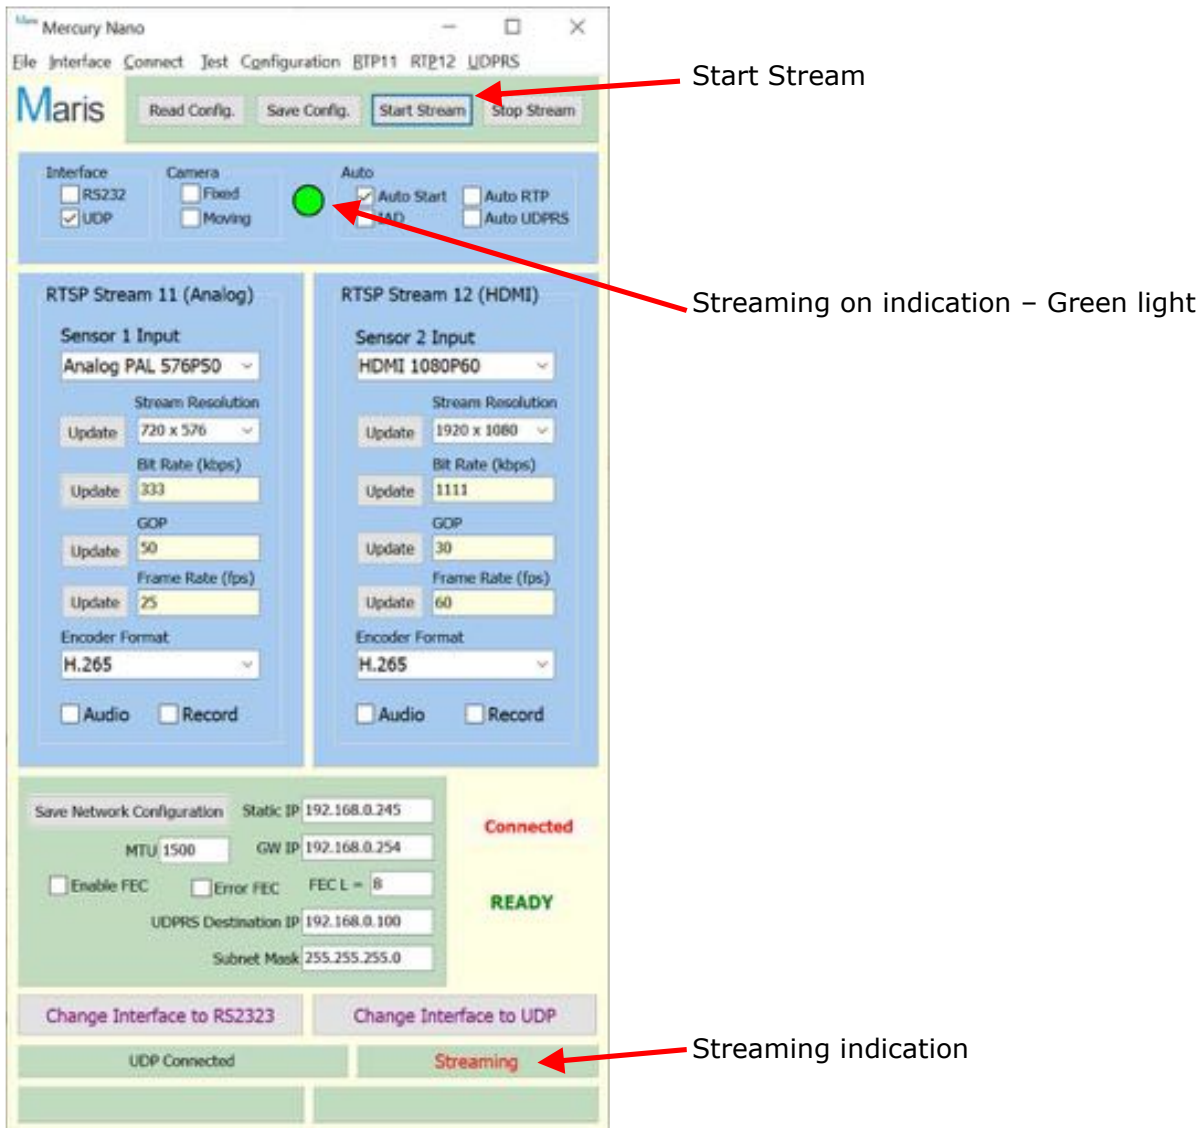 Maris Mercury Nano
File Interface Connect Test Configuration RTP11 RTP12 UDPRS
Start Stream
Maris Read Config. Save Config. Start Stream Stop Stream
Interface Camera Auto
RS232 Fixed Auto Start Auto RTP
UDP Moving IAD Auto UDPRS
Streaming on indication – Green light
RTSP Stream 11 (Analog) RTSP Stream 12 (HDMI)
Sensor 1 Input Sensor 2 Input
Analog PAL 576P50 HDMI 1080P60
Stream Resolution Stream Resolution
Update 720 x 576 Update 1920 x 1080
Bit Rate (kbps) Bit Rate (kbps)
Update 333 Update 1111
GOP GOP
Update 50 Update 30
Frame Rate (fps) Frame Rate (fps)
Update 25 Update 60
Encoder Format Encoder Format
H.265 H.265
Audio Record Audio Record
Save Network Configuration Static IP 192.168.0.245
Connected
MTU 1500 GW IP 192.168.0.254
Enable FEC Error FEC FEC L = 8
READY
UDPRS Destination IP 192.168.0.100
Subnet Mask 255.255.255.0
Change Interface to RS2323 Change Interface to UDP
UDP Connected Streaming
Streaming indication